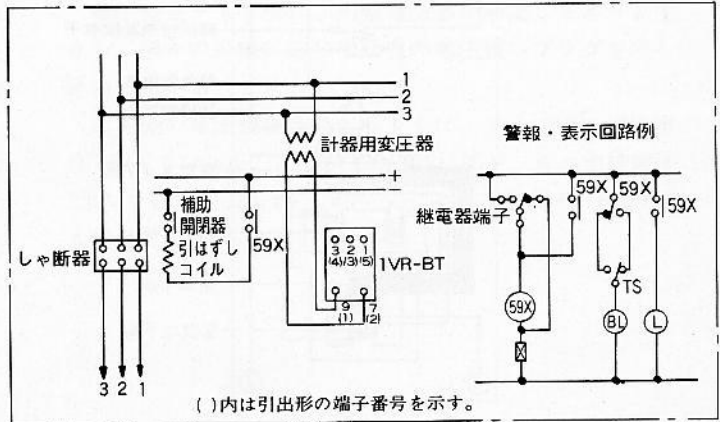 1
2
3
計器用変圧器
警報・表示回路例
+
−
補助
開閉器
引はずし
コイル
59X
しゃ断器
3 2 1
(4)(3)(5)
1VR-BT
9 7
(1) (2)
継電器端子
59X
59X
59X
59X
TS
BL
L
3 2 1
( )内は引出形の端子番号を示す。